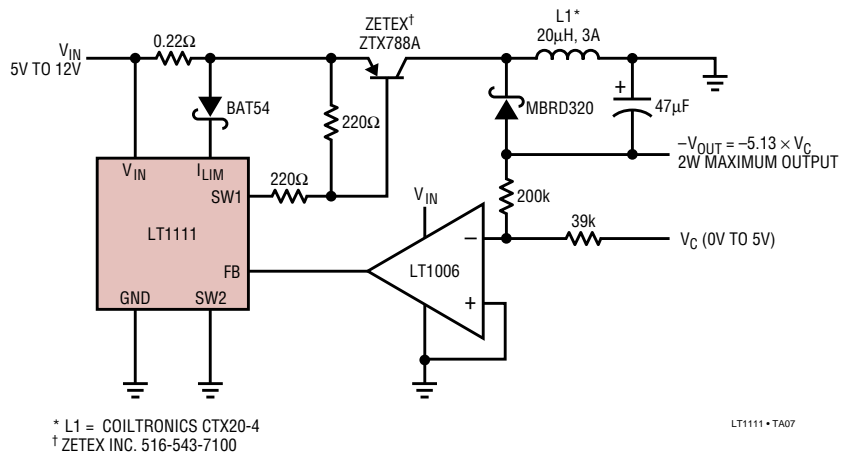 L1*
20µH, 3A
ZETEX†
ZTX788A
0.22Ω
VIN
5V TO 12V
BAT54
220Ω
MBRD320
+
47µF
–VOUT = –5.13 × VC
2W MAXIMUM OUTPUT
VIN
ILIM
SW1
220Ω
VIN
200k
39k
VC (0V TO 5V)
LT1111
–
LT1006
+
FB
GND
SW2
* L1 = COILTRONICS CTX20-4
† ZETEX INC. 516-543-7100
LT1111 • TA07